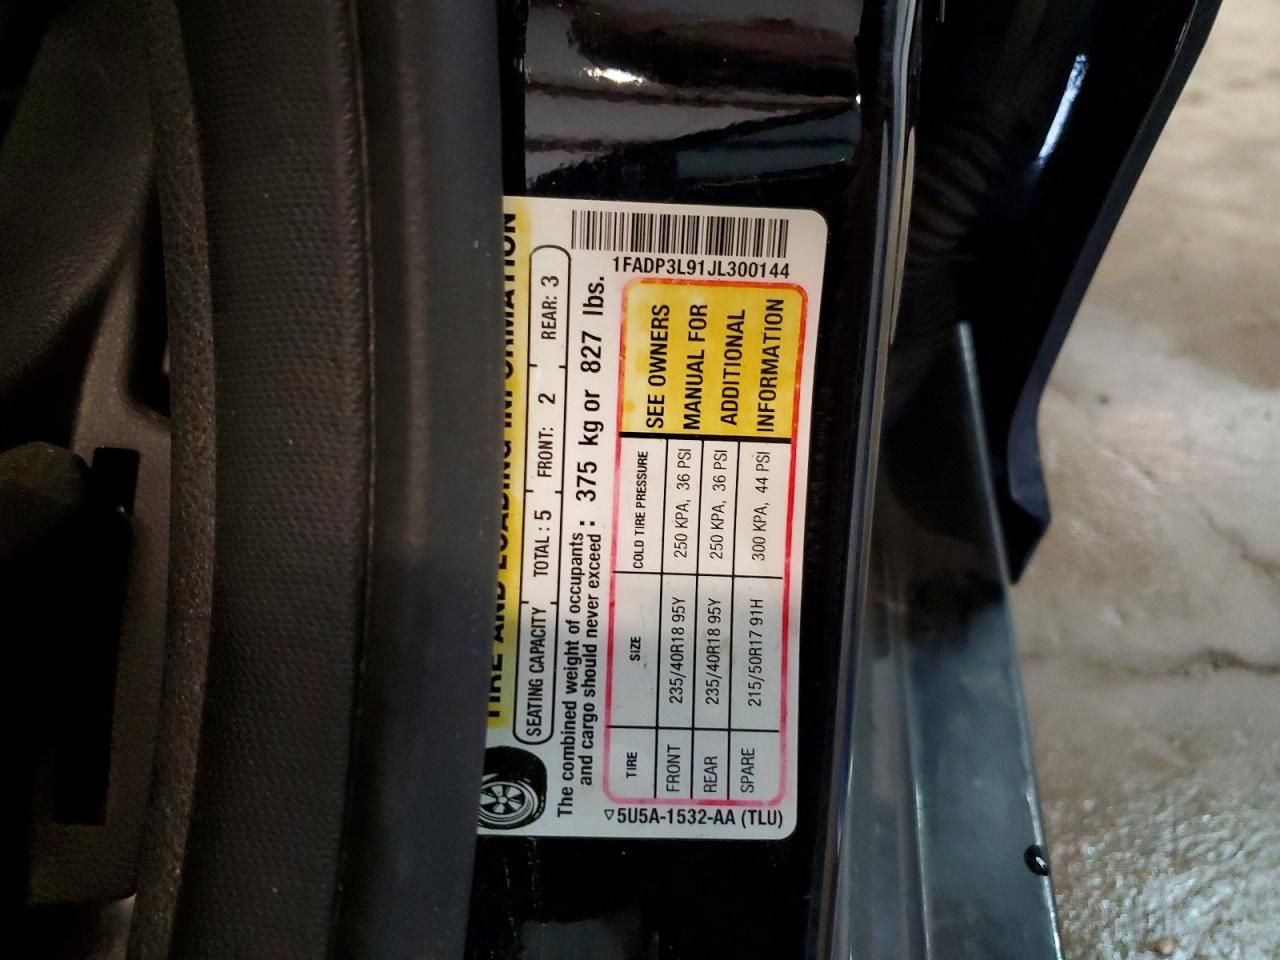 TIRE AND LOADING INFORMATION
SEATING CAPACITY TOTAL: 5 FRONT: 2 REAR: 3
The combined weight of occupants
and cargo should never exceed : 375 kg or 827 lbs.
TIRE SIZE COLD TIRE PRESSURE
FRONT 235/40R18 95Y 250 KPA, 36 PSI
REAR 235/40R18 95Y 250 KPA, 36 PSI
SPARE 215/50R17 91H 300 KPA, 44 PSI
SEE OWNERS
MANUAL FOR
ADDITIONAL
INFORMATION
5U5A-1532-AA (TLU)
1FADP3L91JL300144